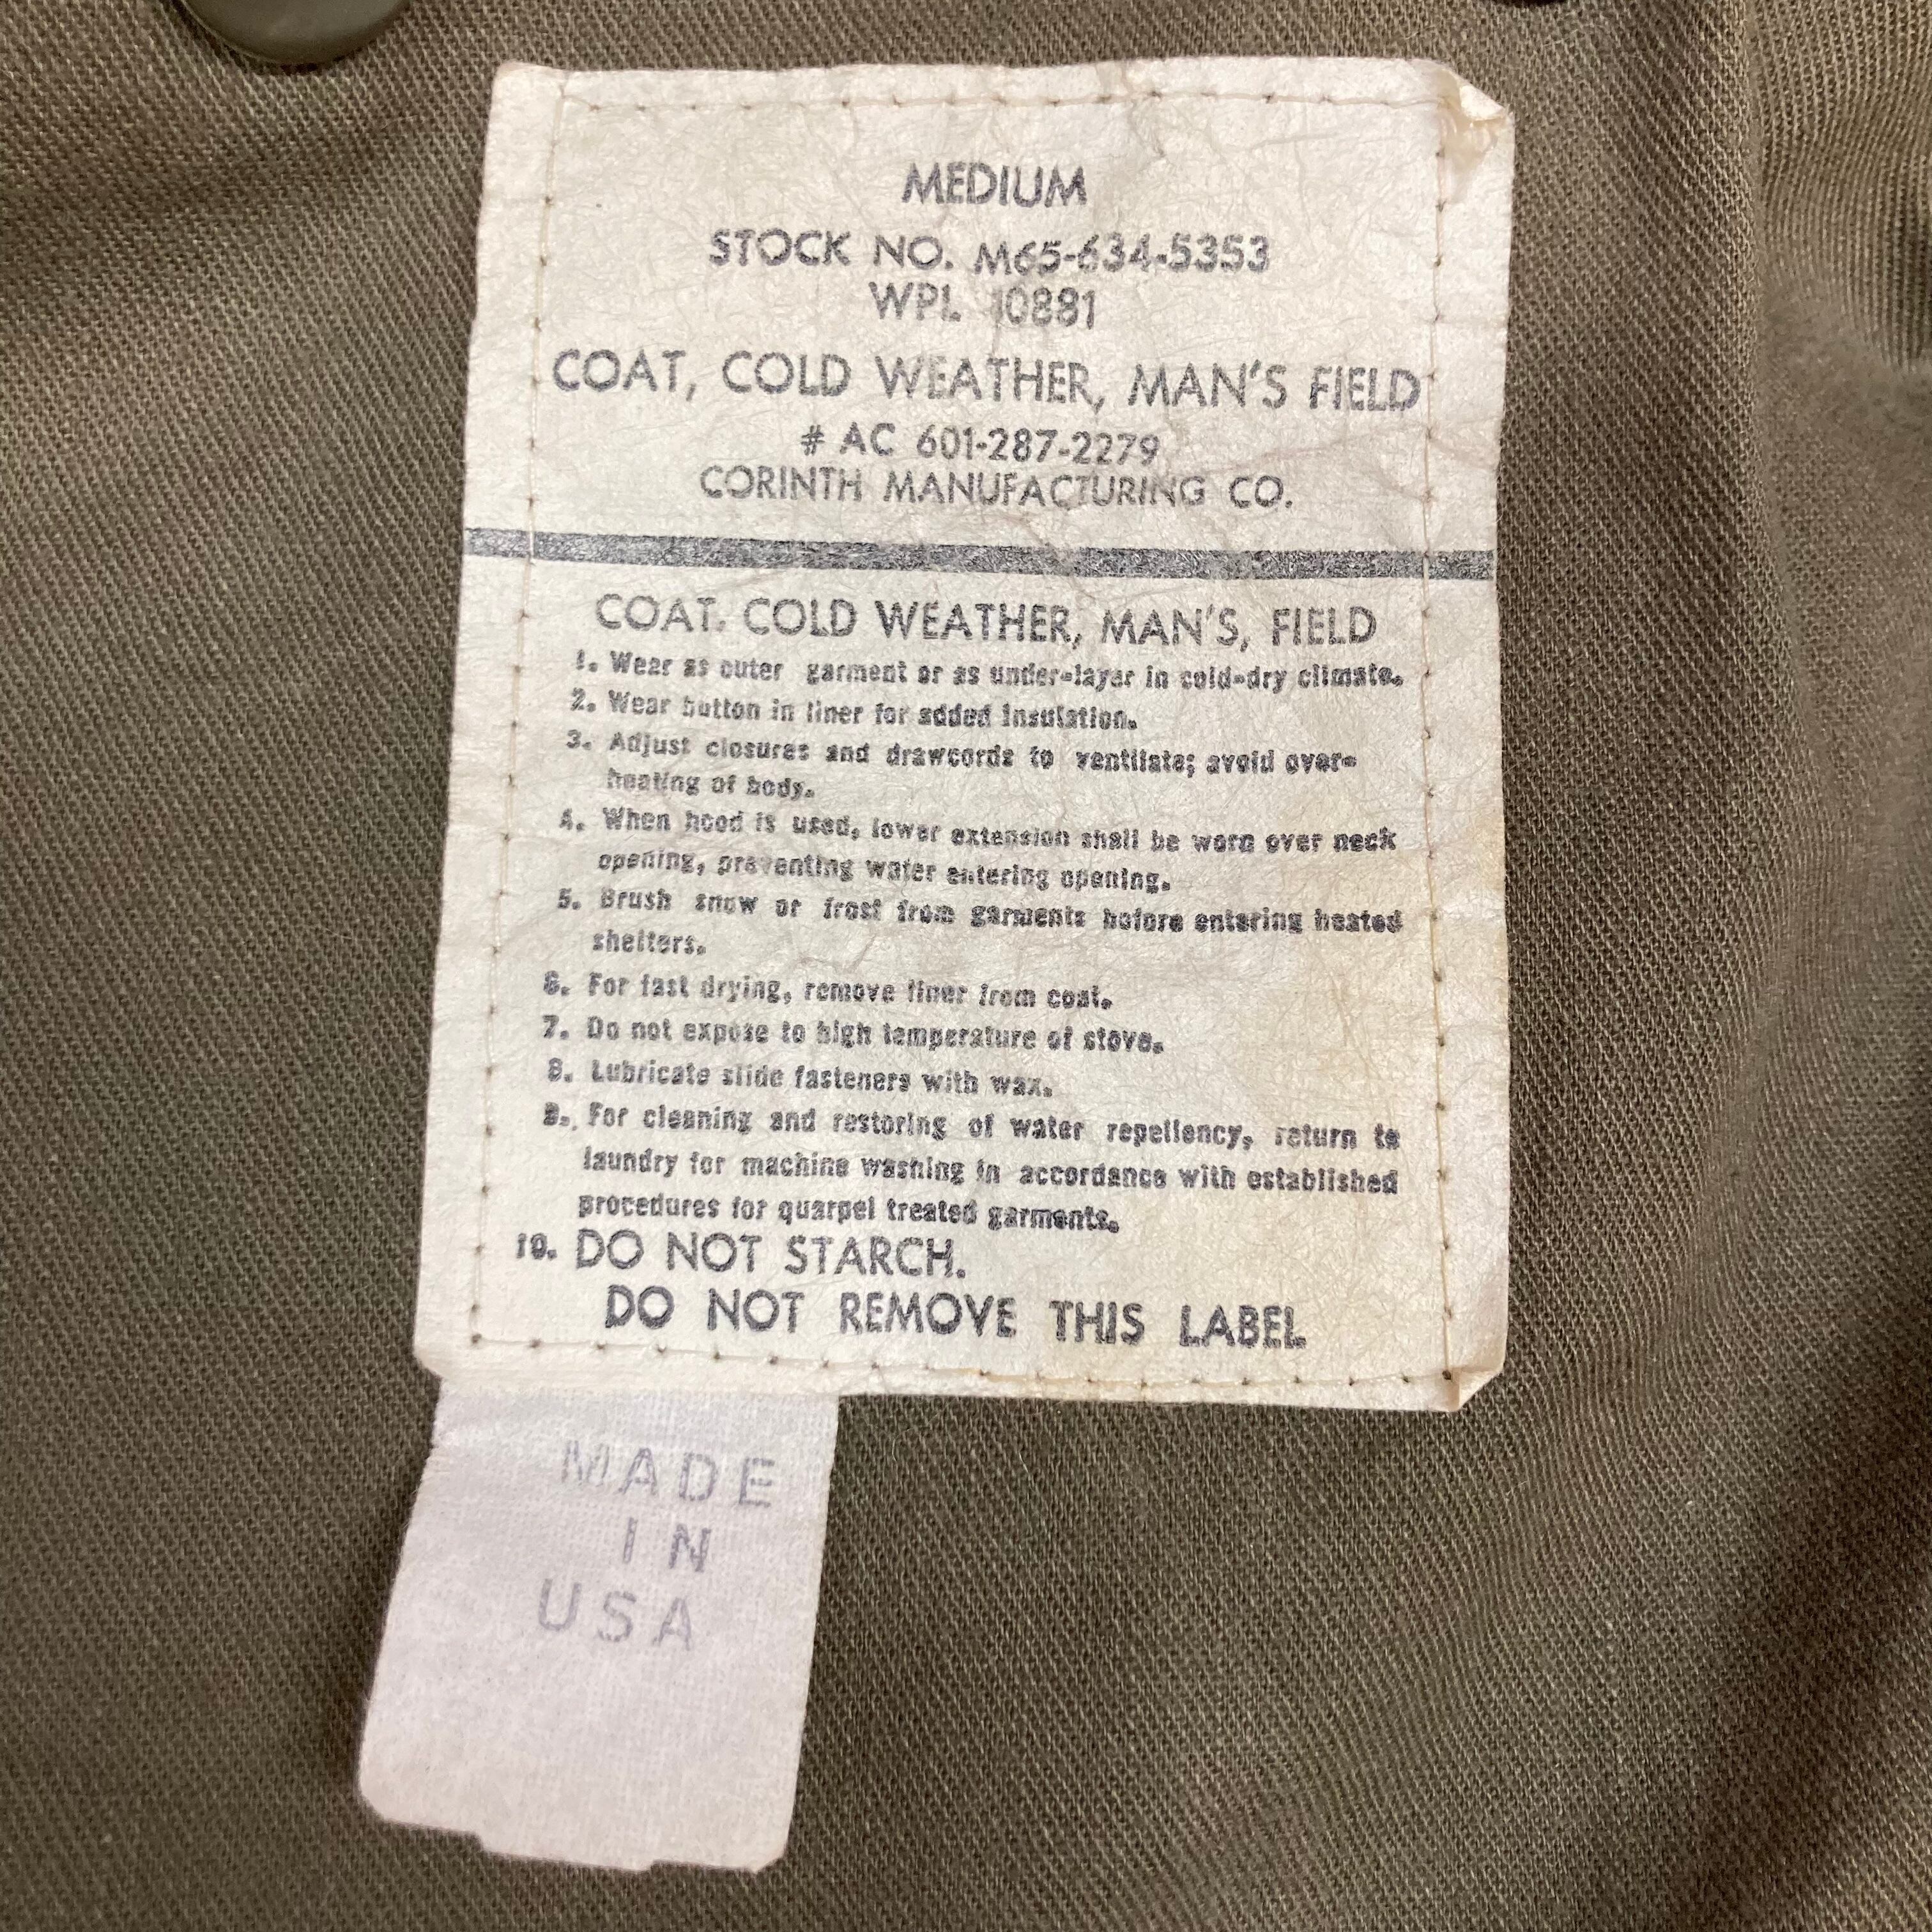 MEDIUM
STOCK NO. M65-634-5353
WPL 10881
COAT, COLD WEATHER, MAN'S FIELD
# AC 601-287-2279
CORINTH MANUFACTURING CO.
COAT. COLD WEATHER, MAN'S, FIELD
1. Wear as outer garment or as under-layer in cold-dry climate.
2. Wear button in liner for added insulation.
3. Adjust closures and drawcords to ventilate; avoid over-
heating of body.
4. When hood is used, lower extension shall be worn over neck
opening, preventing water entering opening.
5. Brush snow or frost from garments before entering heated
shelters.
6. For fast drying, remove liner from coat.
7. Do not expose to high temperature of stove.
8. Lubricate slide fasteners with wax.
9. For cleaning and restoring of water repellency, return to
laundry for machine washing in accordance with established
procedures for quarpel treated garments.
10. DO NOT STARCH.
DO NOT REMOVE THIS LABEL
MADE
IN
USA